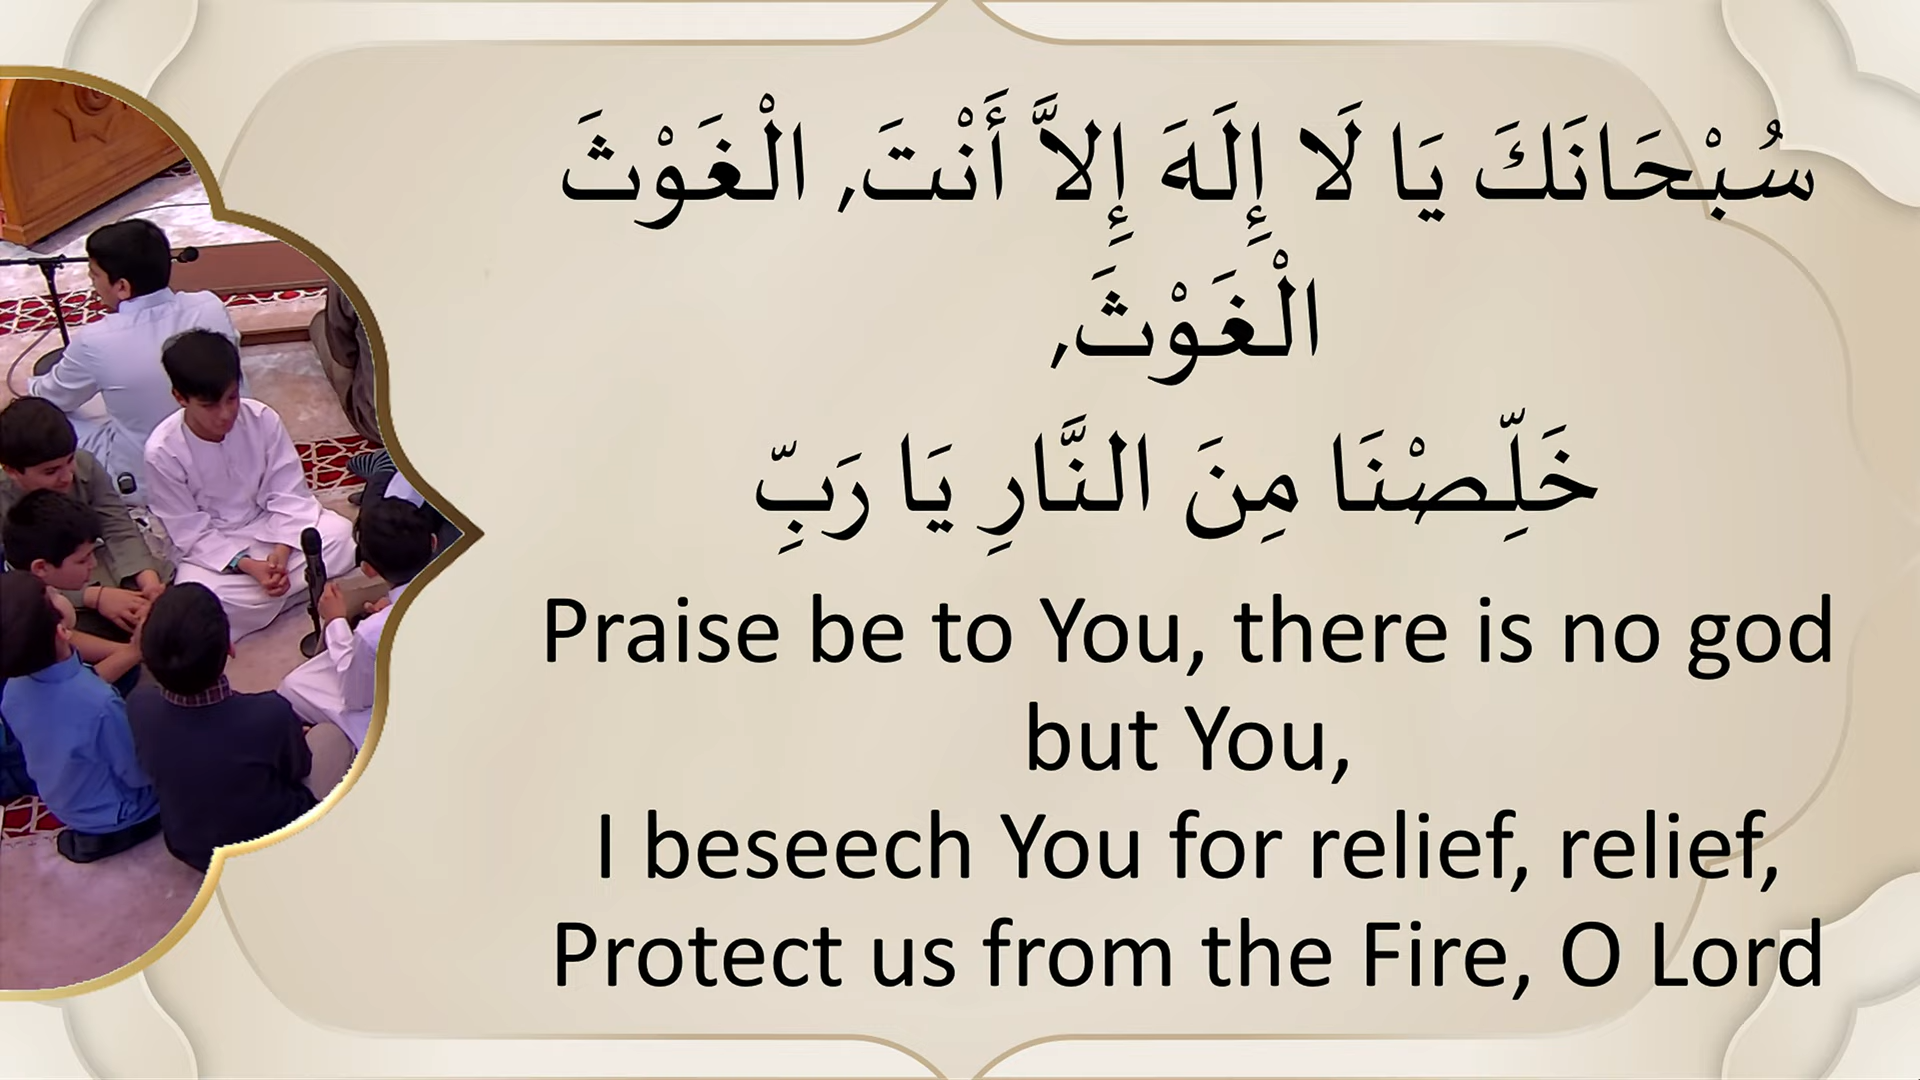 سُبْحَانَكَ يَا لَا إِلَهَ إِلاَّ أَنْتَ, الْغَوْثَ
الْغَوْثَ,
خَلِّصْنَا مِنَ النَّارِ يَا رَبِّ
Praise be to You, there is no god
but You,
I beseech You for relief, relief,
Protect us from the Fire, O Lord